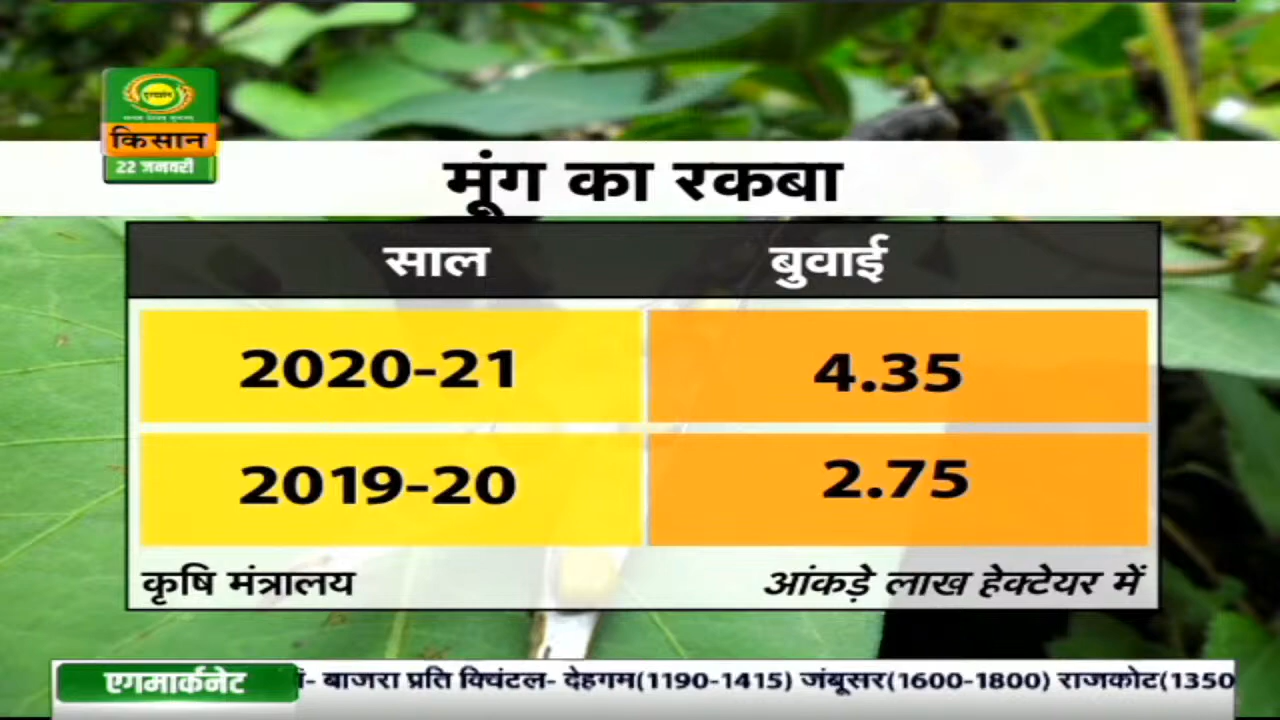 किसान
22 जनवरी
मूंग का रकबा
साल बुवाई
2020-21 4.35
2019-20 2.75
कृषि मंत्रालय आंकड़े लाख हेक्टेयर में
एगमार्कनेट - बाजरा प्रति क्विंटल- देहगम(1190-1415) जंबूसर(1600-1800) राजकोट(1350